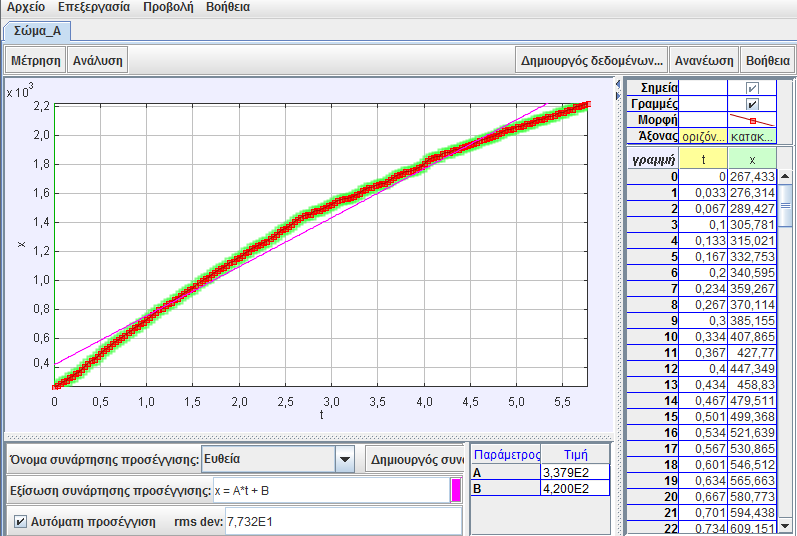 Αρχείο Επεξεργασία Προβολή Βοήθεια
Σώμα_Α
Μέτρηση Ανάλυση Δημιουργός δεδομένων... Ανανέωση Βοήθεια
x 10³
2,2
2,0
1,8
1,6
1,4
1,2
1,0
0,8
0,6
0,4
x
0 0,5 1,0 1,5 2,0 2,5 3,0 3,5 4,0 4,5 5,0 5,5
t
Σημεία
Γραμμές
Μορφή
Άξονας οριζόν... κατακ...
γραμμή t x
0 0 267,433
1 0,033 276,314
2 0,067 289,427
3 0,1 305,781
4 0,133 315,021
5 0,167 332,753
6 0,2 340,595
7 0,234 359,267
8 0,267 370,114
9 0,3 385,155
10 0,334 407,865
11 0,367 427,77
12 0,4 447,349
13 0,434 458,83
14 0,467 479,511
15 0,501 499,368
16 0,534 521,639
17 0,567 530,865
18 0,601 546,512
19 0,634 565,663
20 0,667 580,773
21 0,701 594,438
22 0,734 609,151
Όνομα συνάρτησης προσέγγισης: Ευθεία Δημιουργός συν
Εξίσωση συνάρτησης προσέγγισης: x = A*t + B
Αυτόματη προσέγγιση rms dev: 7,732E1
Παράμετρος Τιμή
A 3,379E2
B 4,200E2